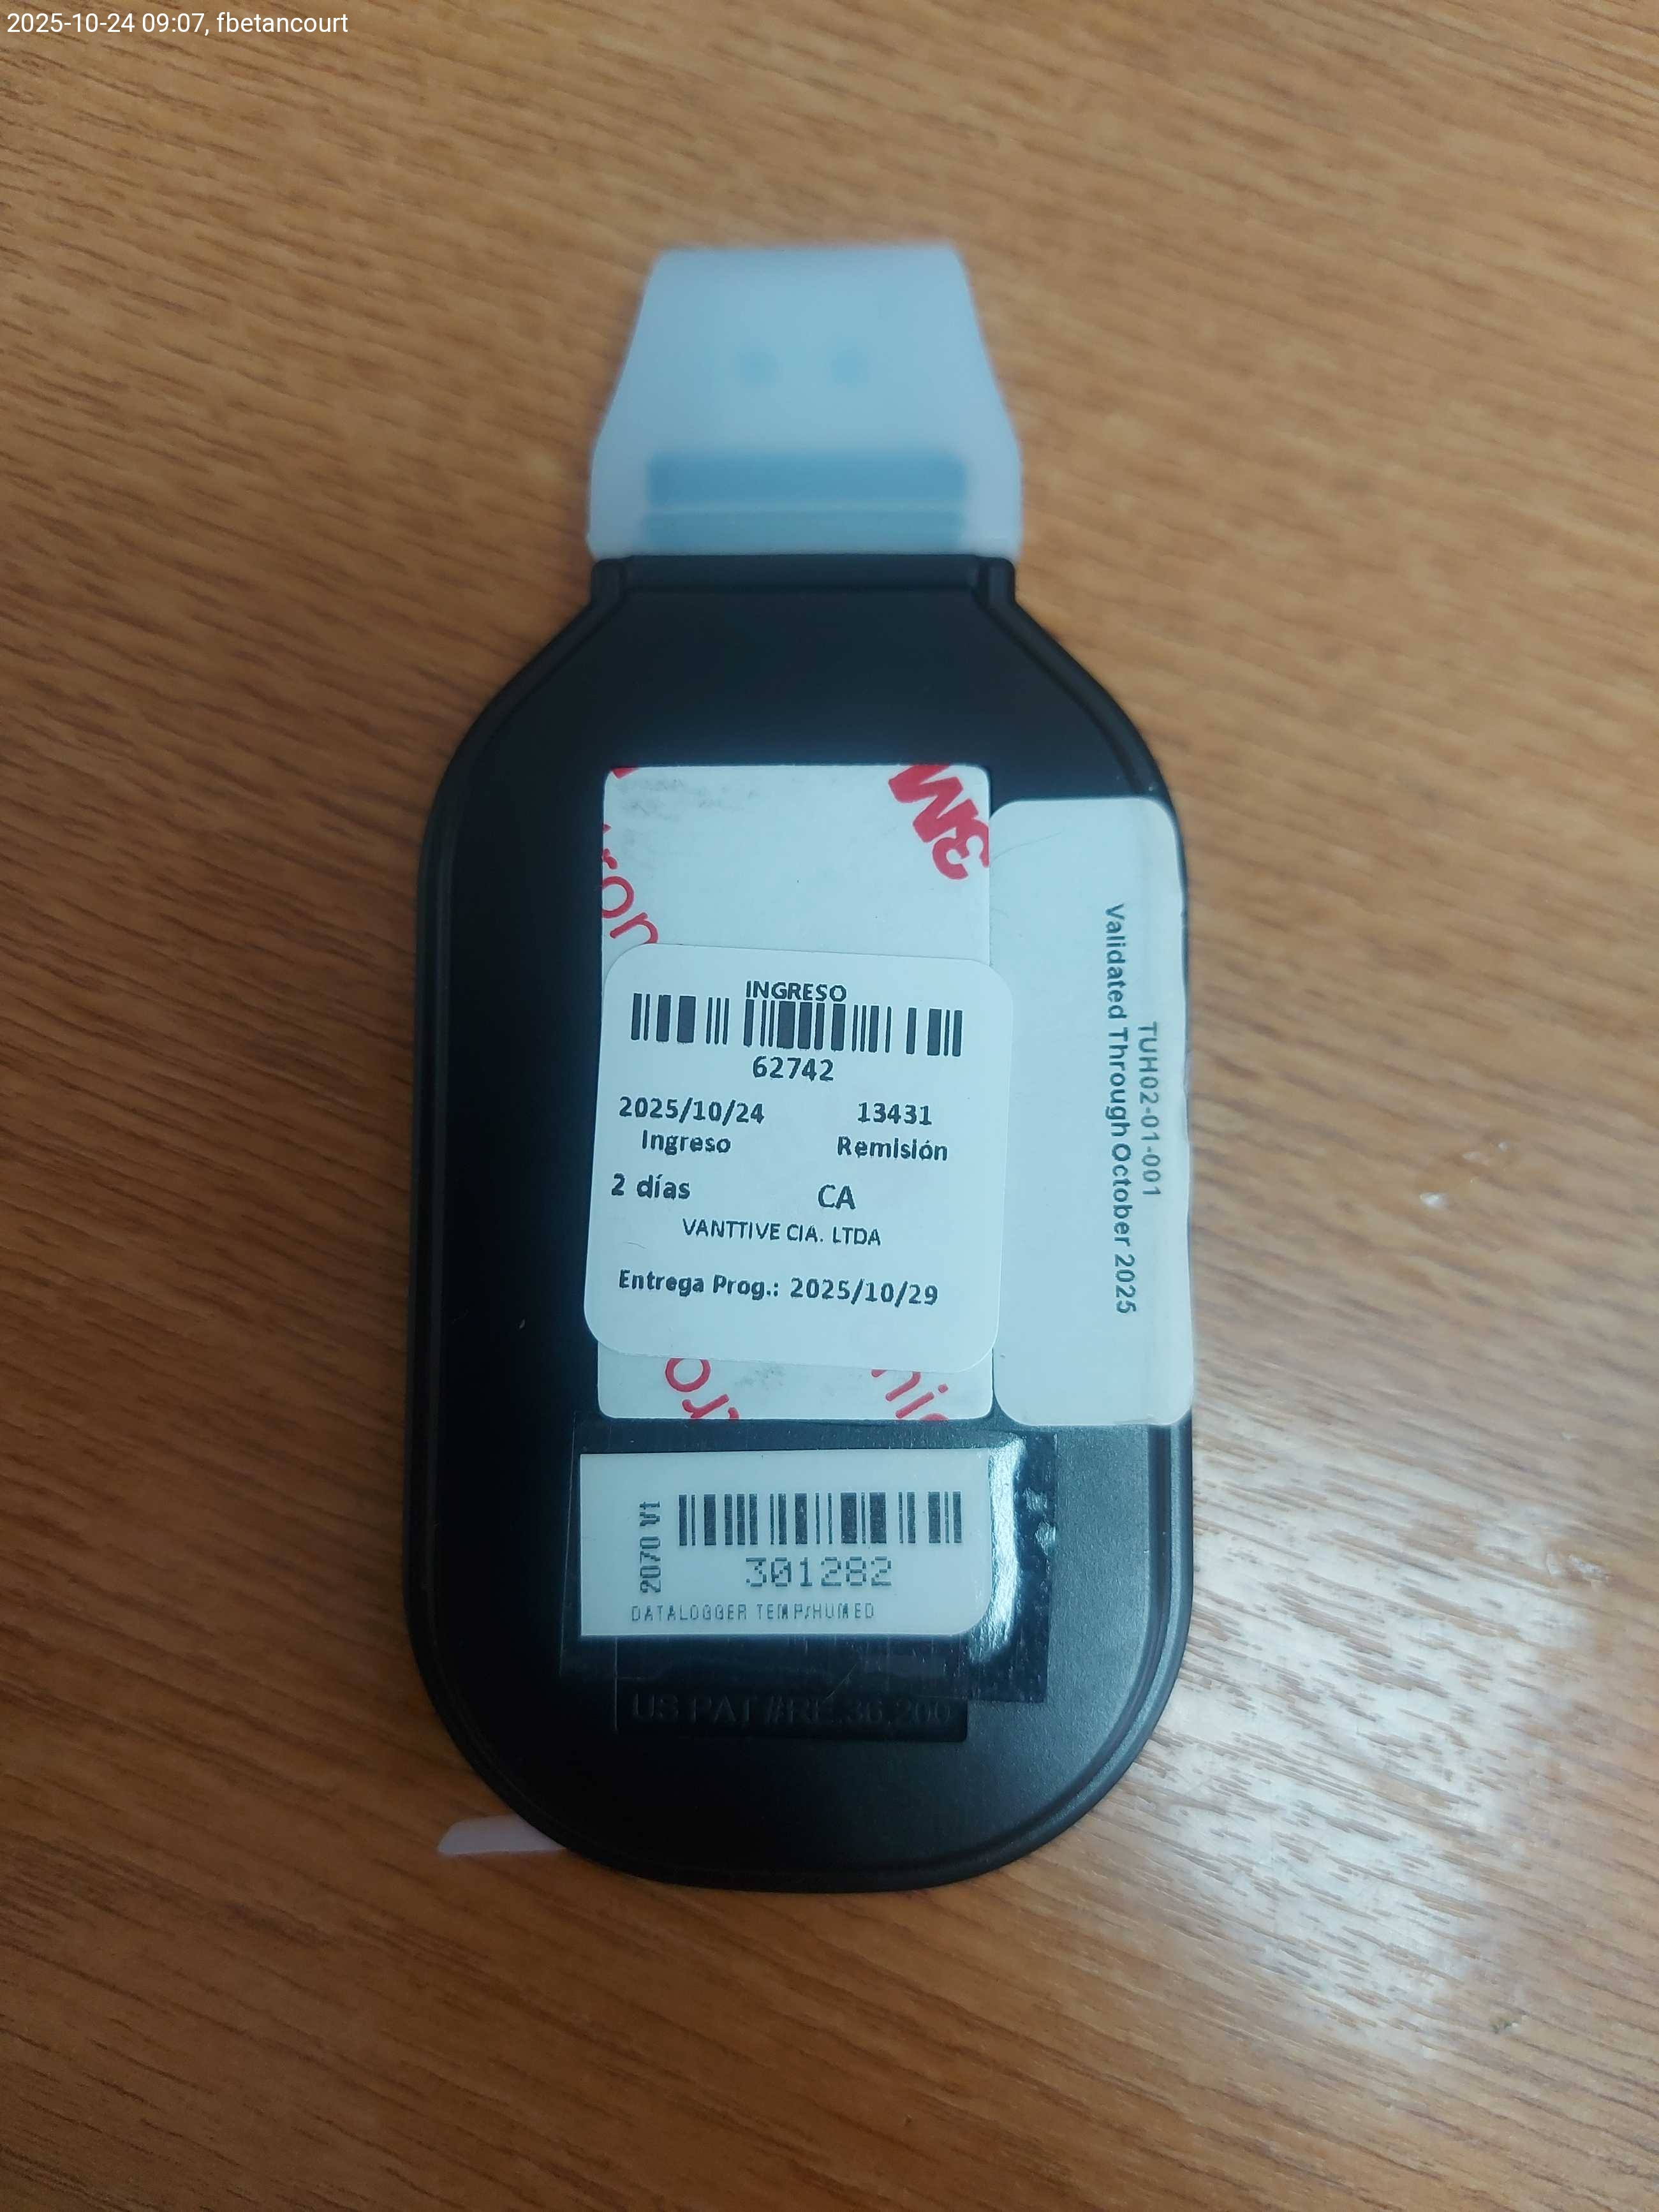 2025-10-24 09:07, fbetancourt
3M
INGRESO
62742
2025/10/24 13431
Ingreso Remisión
2 días CA
VANTTIVE CIA. LTDA
Entrega Prog.: 2025/10/29
TUH02-01-001
Validated Through October 2025
2070 Vt
301282
DATALOGGER TEMP/HUMED
US PAT #RE.36,200